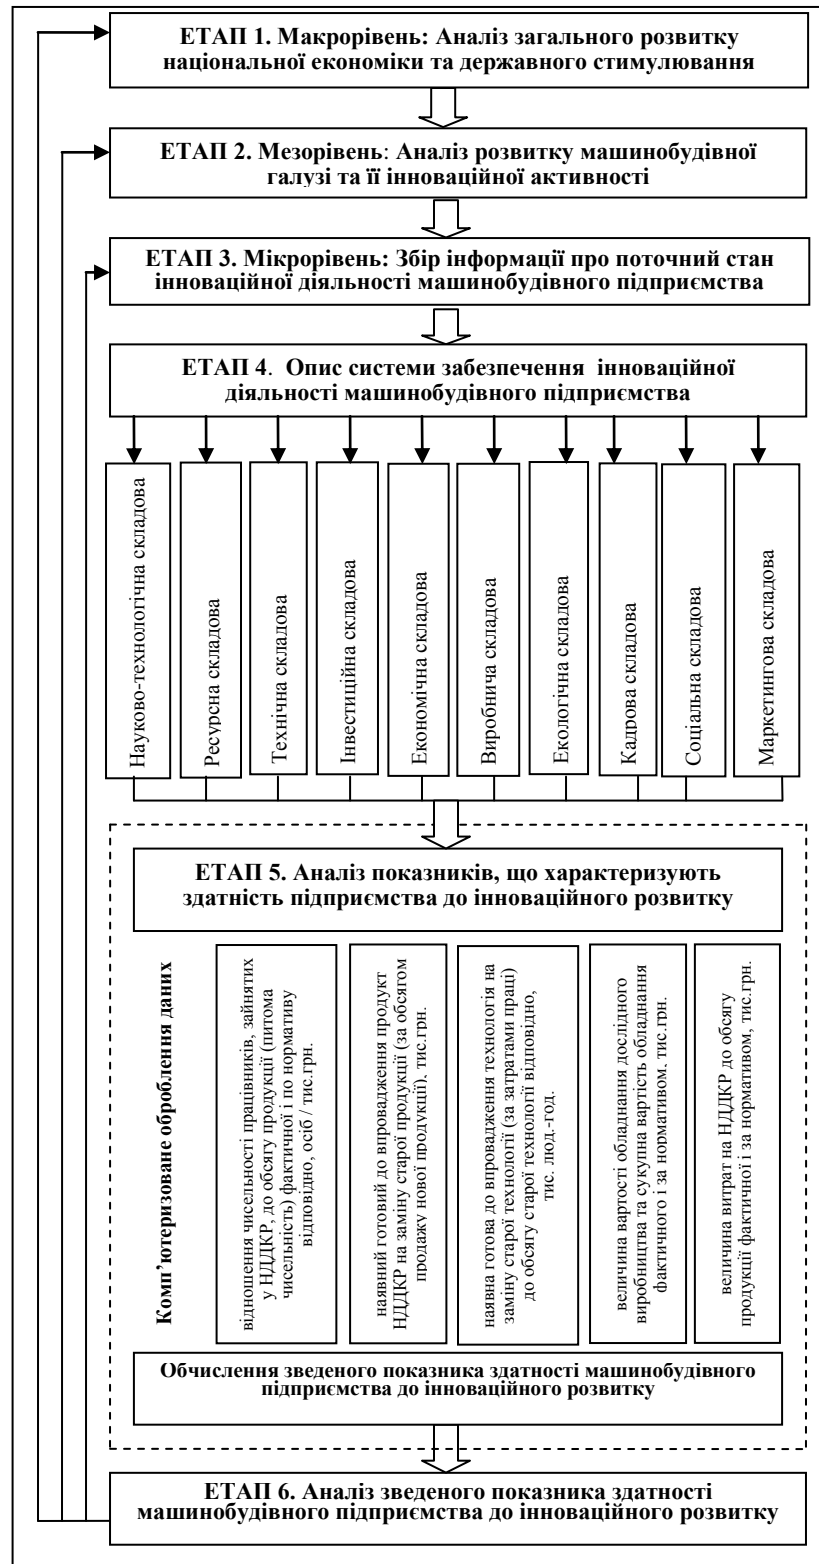 ЕТАП 1. Макрорівень: Аналіз загального розвитку
національної економіки та державного стимулювання
ЕТАП 2. Мезорівень: Аналіз розвитку машинобудівної
галузі та її інноваційної активності
ЕТАП 3. Мікрорівень: Збір інформації про поточний стан
інноваційної діяльності машинобудівного підприємства
ЕТАП 4. Опис системи забезпечення інноваційної
діяльності машинобудівного підприємства
Науково-технологічна складова
Ресурсна складова
Технічна складова
Інвестиційна складова
Економічна складова
Виробнича складова
Екологічна складова
Кадрова складова
Соціальна складова
Маркетингова складова
ЕТАП 5. Аналіз показників, що характеризують
здатність підприємства до інноваційного розвитку
Комп’ютеризоване оброблення даних
відношення чисельності працівників, зайнятих
у НДДКР, до обсягу продукції (питома
чисельність) фактичної і по нормативу
відповідно, осіб / тис.грн.
наявний готовий до впровадження продукт
НДДКР на заміну старої продукції (за обсягом
продажу нової продукції), тис.грн.
наявна готова до впровадження технологія на
заміну старої технології (за затратами праці)
до обсягу старої технології відповідно,
тис. люд.-год.
величина вартості обладнання дослідного
виробництва та сукупна вартість обладнання
фактичного і за нормативом, тис.грн.
величина витрат на НДДКР до обсягу
продукції фактичної і за нормативом, тис.грн.
Обчислення зведеного показника здатності машинобудівного
підприємства до інноваційного розвитку
ЕТАП 6. Аналіз зведеного показника здатності
машинобудівного підприємства до інноваційного розвитку